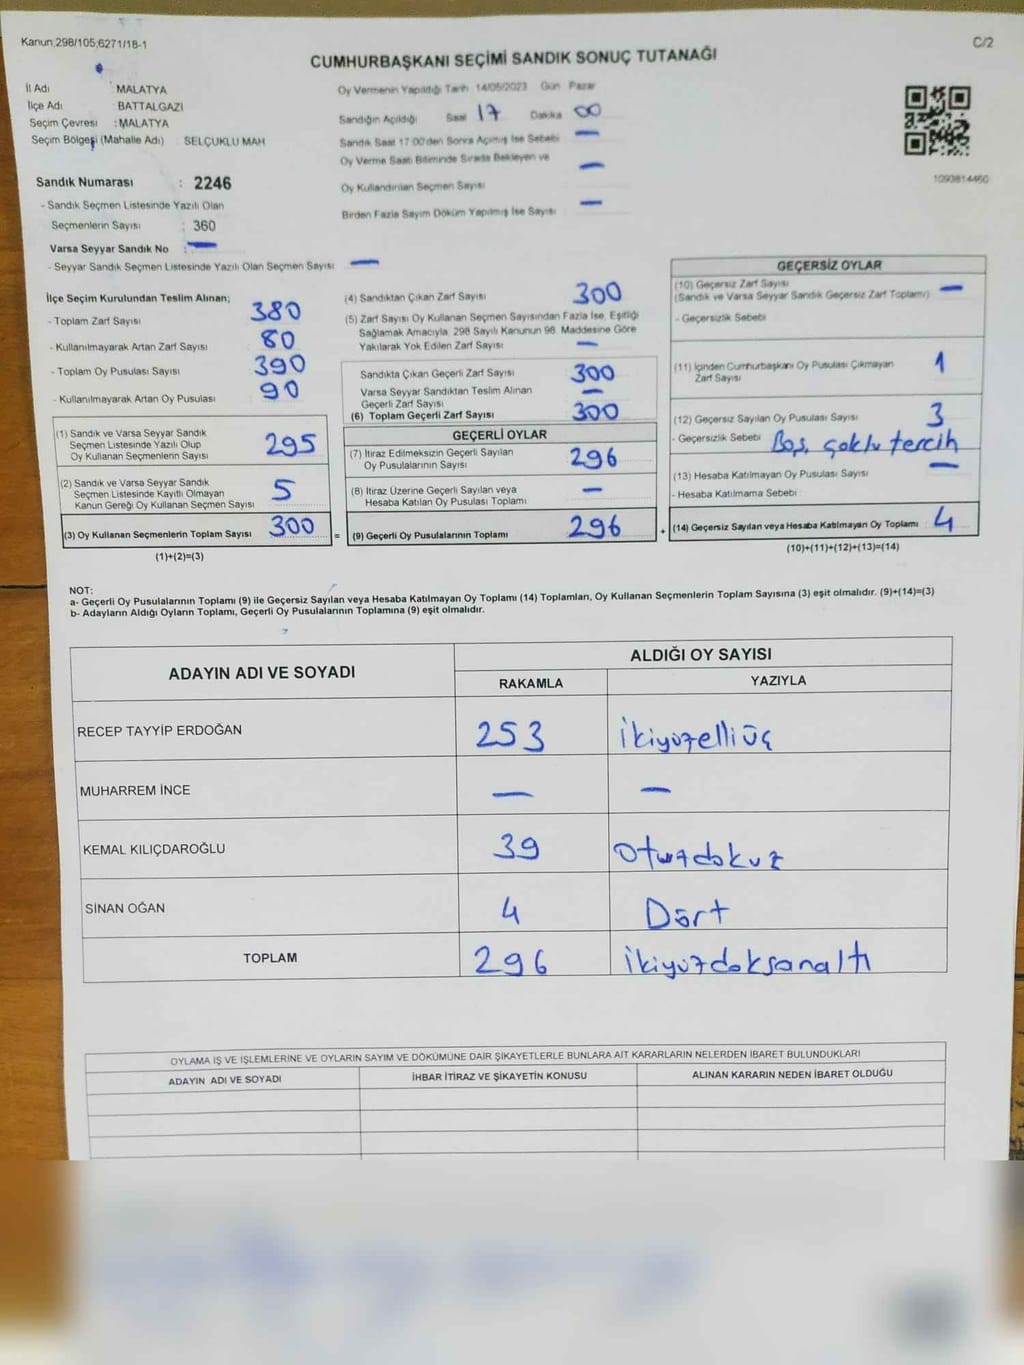 Kanun.298/105,6271/18-1
C/2
CUMHURBAŞKANI SEÇİMİ SANDIK SONUÇ TUTANAĞI
İl Adı : MALATYA
İlçe Adı : BATTALGAZİ
Seçim Çevresi : MALATYA
Seçim Bölgesi (Mahalle Adı) SELÇUKLU MAH
Sandık Numarası : 2246
- Sandık Seçmen Listesinde Yazılı Olan
Seçmenlerin Sayısı : 360
Varsa Seyyar Sandık No : —
- Seyyar Sandık Seçmen Listesinde Yazılı Olan Seçmen Sayısı —
Oy Vermenin Yapıldığı Tarih 14/05/2023 Gün Pazar
Sandığın Açıldığı Saat 17 Dakika 00
Sandık Saat 17:00'den Sonra Açılmış İse Sebebi —
Oy Verme Saati Bitiminde Sırada Bekleyen ve
Oy Kullandırılan Seçmen Sayısı —
Birden Fazla Sayım Döküm Yapılmış İse Sayısı —
1090814460
İlçe Seçim Kurulundan Teslim Alınan;
- Toplam Zarf Sayısı 380
- Kullanılmayarak Artan Zarf Sayısı 80
- Toplam Oy Pusulası Sayısı 390
- Kullanılmayarak Artan Oy Pusulası 90
(1) Sandık ve Varsa Seyyar Sandık
Seçmen Listesinde Yazılı Olup
Oy Kullanan Seçmenlerin Sayısı 295
(2) Sandık ve Varsa Seyyar Sandık
Seçmen Listesinde Kayıtlı Olmayan
Kanun Gereği Oy Kullanan Seçmen Sayısı 5
(3) Oy Kullanan Seçmenlerin Toplam Sayısı 300 =
(1)+(2)=(3)
(4) Sandıktan Çıkan Zarf Sayısı 300
(5) Zarf Sayısı Oy Kullanan Seçmen Sayısından Fazla İse, Eşitliği
Sağlamak Amacıyla, 298 Sayılı Kanunun 98. Maddesine Göre
Yakılarak Yok Edilen Zarf Sayısı —
Sandıkta Çıkan Geçerli Zarf Sayısı 300
Varsa Seyyar Sandıktan Teslim Alınan
Geçerli Zarf Sayısı —
(6) Toplam Geçerli Zarf Sayısı 300
GEÇERLİ OYLAR
(7) İtiraz Edilmeksizin Geçerli Sayılan
Oy Pusulalarının Sayısı 296
(8) İtiraz Üzerine Geçerli Sayılan veya
Hesaba Katılan Oy Pusulası Toplamı —
(9) Geçerli Oy Pusulalarının Toplamı 296 +
GEÇERSİZ OYLAR
(10) Geçersiz Zarf Sayısı
(Sandık ve Varsa Seyyar Sandık Geçersiz Zarf Toplamı) —
- Geçersizlik Sebebi
(11) İçinden Cumhurbaşkanı Oy Pusulası Çıkmayan
Zarf Sayısı 1
(12) Geçersiz Sayılan Oy Pusulası Sayısı 3
- Geçersizlik Sebebi Boş, çoklu tercih
(13) Hesaba Katılmayan Oy Pusulası Sayısı —
- Hesaba Katılmama Sebebi
(14) Geçersiz Sayılan veya Hesaba Katılmayan Oy Toplamı 4
(10)+(11)+(12)+(13)=(14)
NOT:
a- Geçerli Oy Pusulalarının Toplamı (9) ile Geçersiz Sayılan veya Hesaba Katılmayan Oy Toplamı (14) Toplamları, Oy Kullanan Seçmenlerin Toplam Sayısına (3) eşit olmalıdır. (9)+(14)=(3)
b- Adayların Aldığı Oyların Toplamı, Geçerli Oy Pusulalarının Toplamına (9) eşit olmalıdır.
ADAYIN ADI VE SOYADI
ALDIĞI OY SAYISI
RAKAMLA YAZIYLA
RECEP TAYYİP ERDOĞAN 253 İkiyüzelliüç
MUHARREM İNCE — —
KEMAL KILIÇDAROĞLU 39 Otuzdokuz
SİNAN OĞAN 4 Dört
TOPLAM 296 İkiyüzdoksanaltı
OYLAMA İŞ VE İŞLEMLERİNE VE OYLARIN SAYIM VE DÖKÜMÜNE DAİR ŞİKAYETLERLE BUNLARA AİT KARARLARIN NELERDEN İBARET BULUNDUKLARI
ADAYIN ADI VE SOYADI İHBAR İTİRAZ VE ŞİKAYETİN KONUSU ALINAN KARARIN NEDEN İBARET OLDUĞU